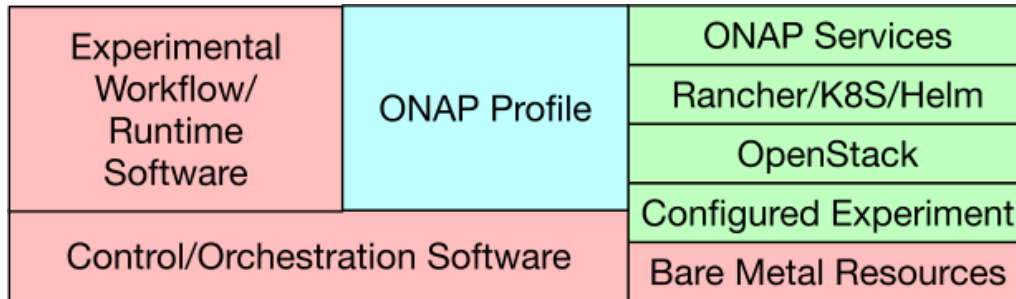 Experimental
Workflow/
Runtime
Software
ONAP Profile
Control/Orchestration Software
ONAP Services
Rancher/K8S/Helm
OpenStack
Configured Experiment
Bare Metal Resources